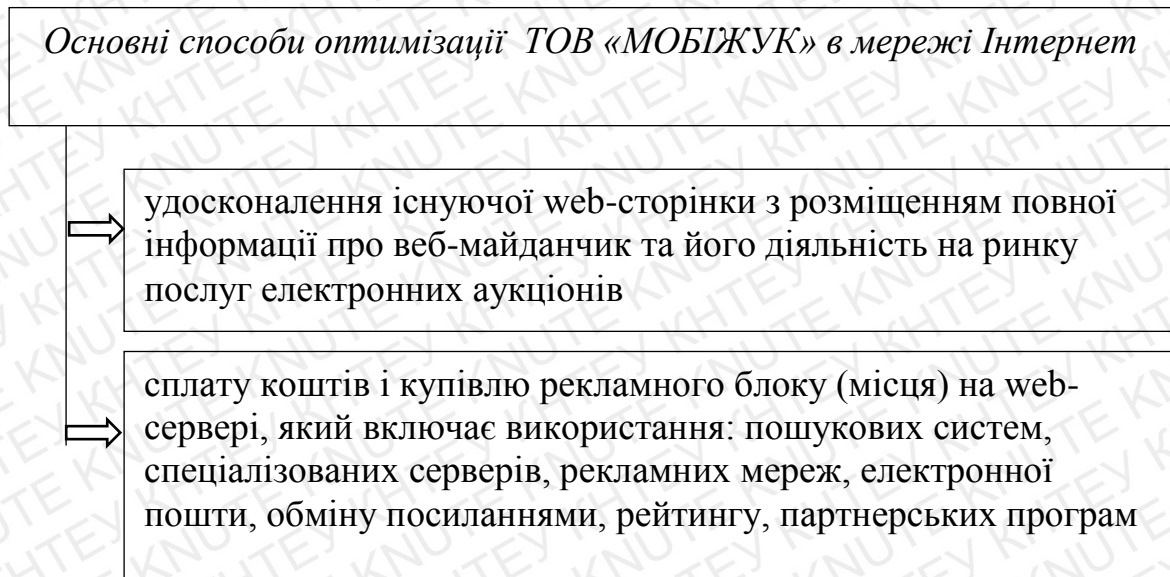 Основні способи оптимізації ТОВ «МОБІЖУК» в мережі Інтернет
удосконалення існуючої web-сторінки з розміщенням повної
інформації про веб-майданчик та його діяльність на ринку
послуг електронних аукціонів
сплату коштів і купівлю рекламного блоку (місця) на web-
сервері, який включає використання: пошукових систем,
спеціалізованих серверів, рекламних мереж, електронної
пошти, обміну посиланнями, рейтингу, партнерських програм